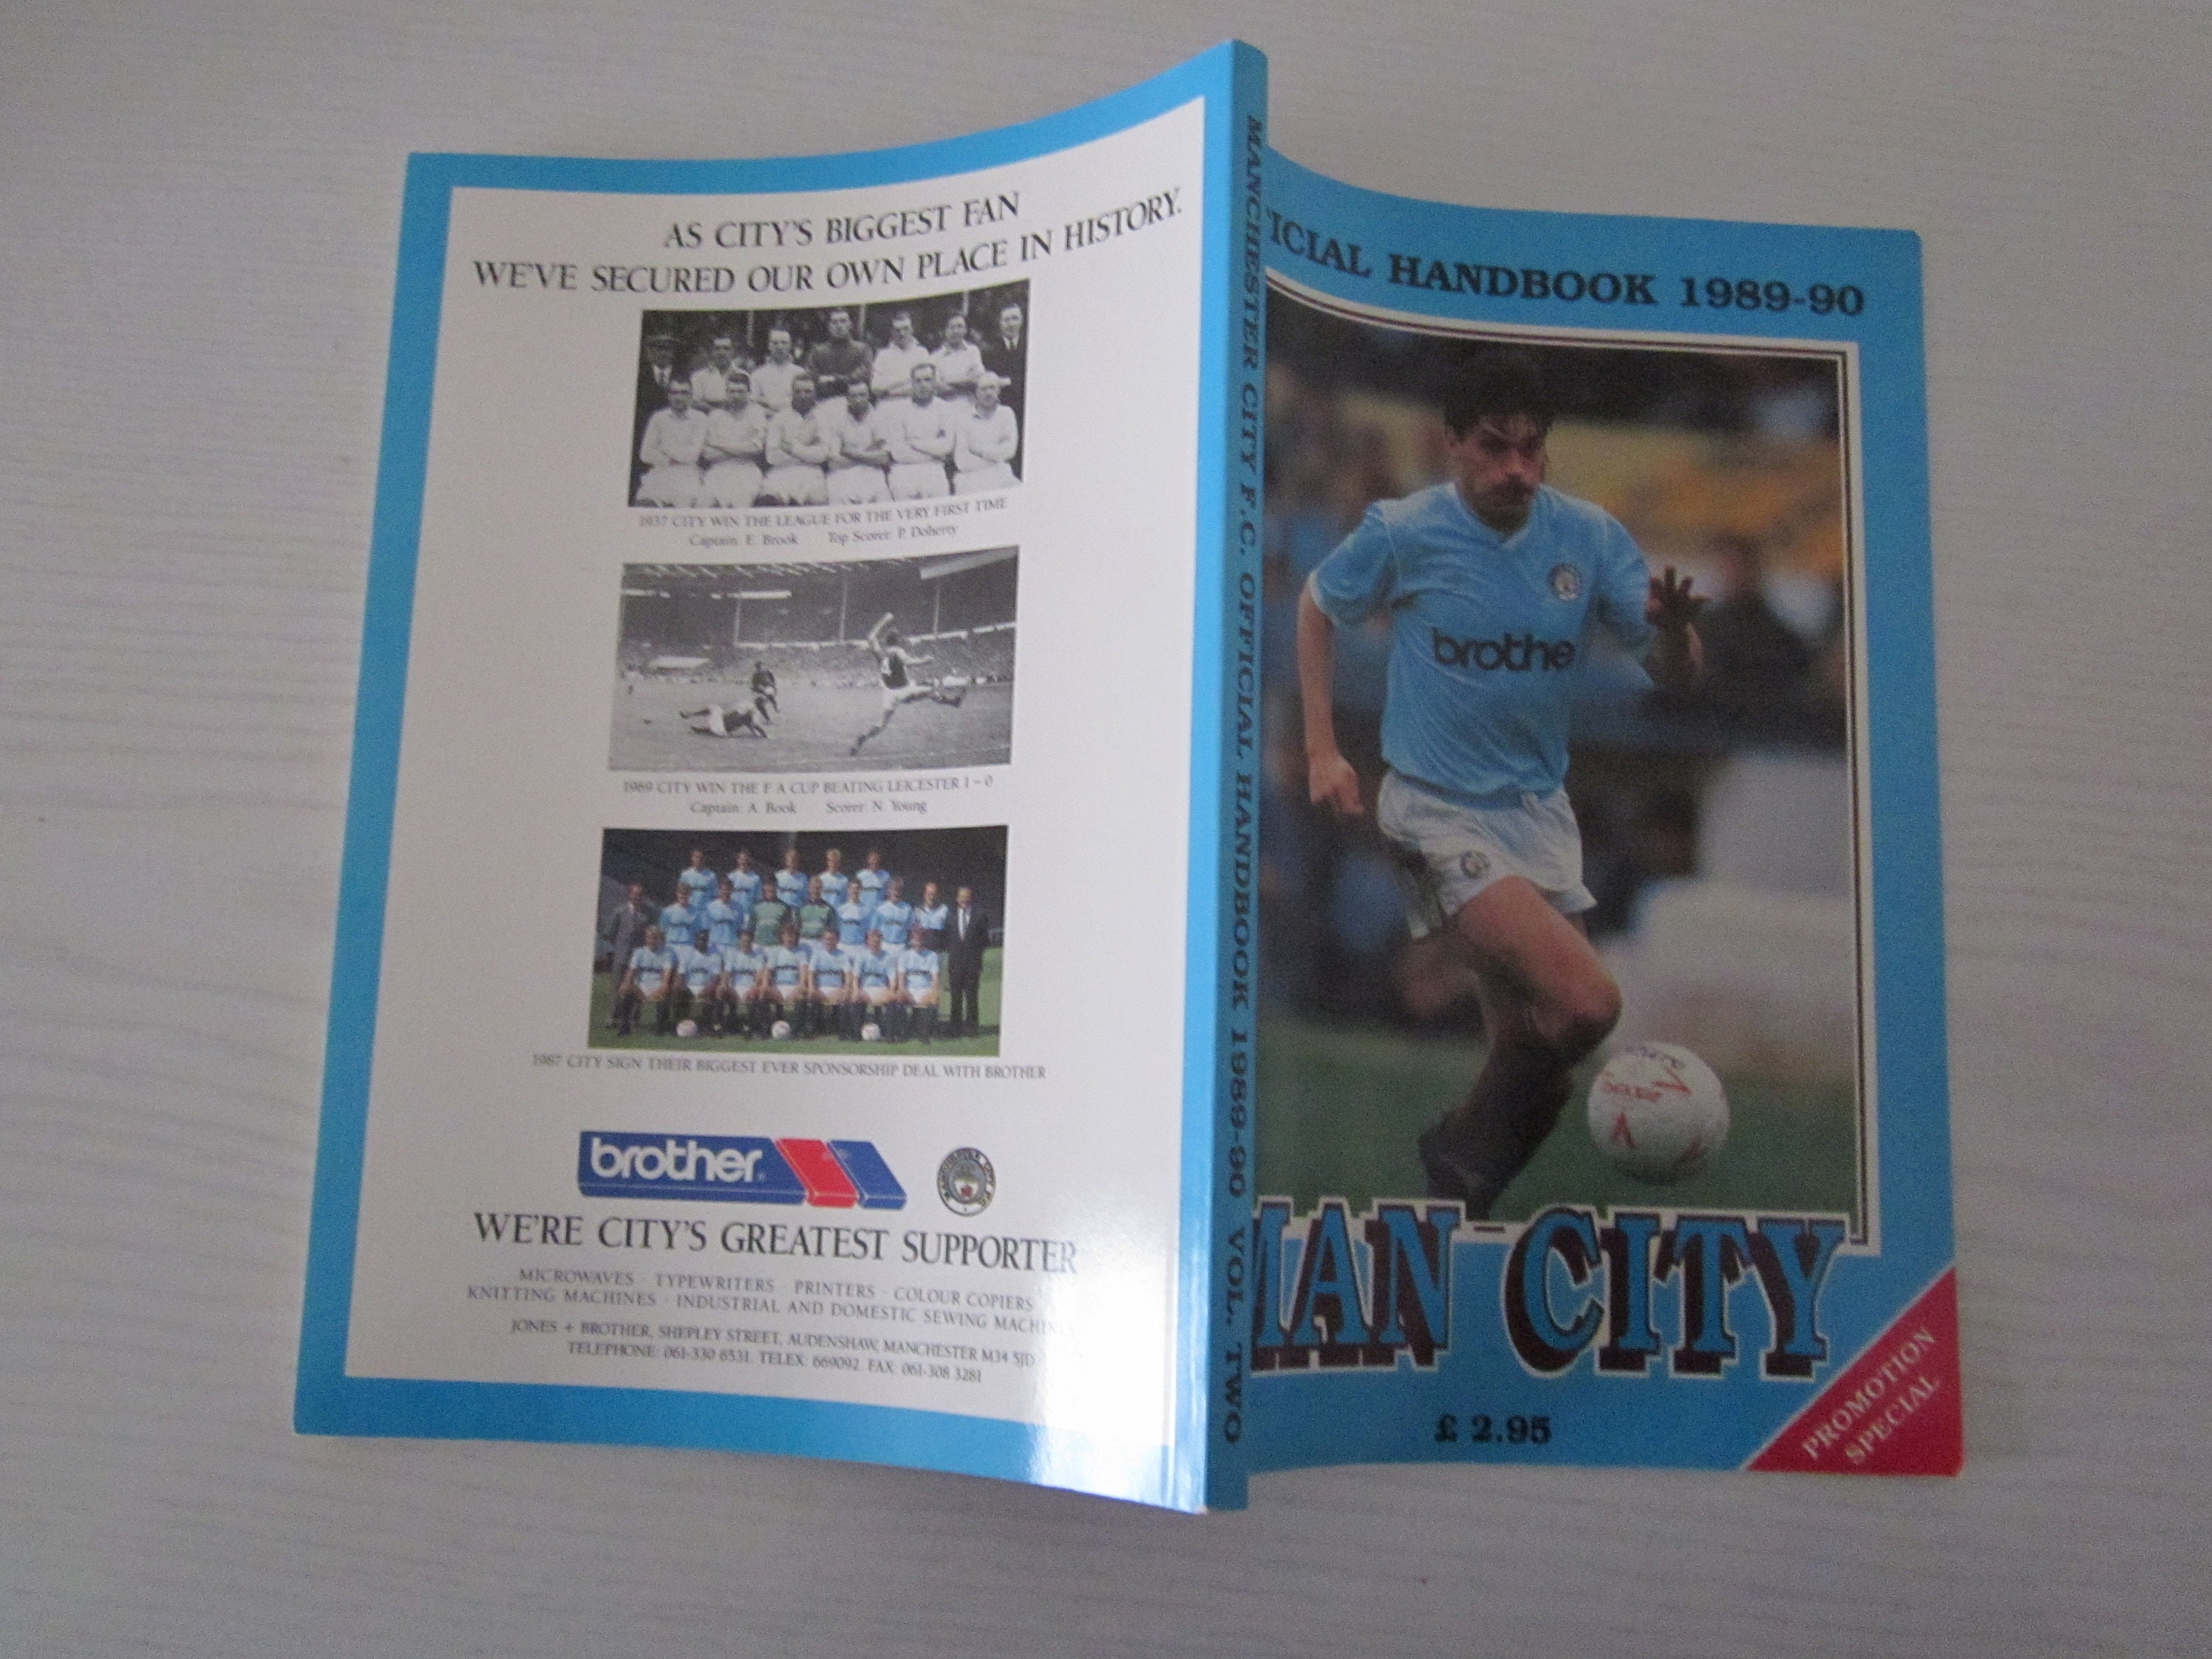 AS CITY'S BIGGEST FAN
WE'VE SECURED OUR OWN PLACE IN HISTORY.
1937 CITY WIN THE LEAGUE FOR THE VERY FIRST TIME
Captain: E. Brook Top Scorer: P. Doherty
1969 CITY WIN THE F A CUP BEATING LEICESTER 1 – 0
Captain: A. Book Scorer: N. Young
1987 CITY SIGN THEIR BIGGEST EVER SPONSORSHIP DEAL WITH BROTHER
brother
WE'RE CITY'S GREATEST SUPPORTER
MICROWAVES · TYPEWRITERS · PRINTERS · COLOUR COPIERS
KNITTING MACHINES · INDUSTRIAL AND DOMESTIC SEWING MACHINES
JONES + BROTHER, SHEPLEY STREET, AUDENSHAW, MANCHESTER M34 5JD
TELEPHONE: 061-330 6531. TELEX: 669092. FAX: 061-308 3281
MANCHESTER CITY F.C. OFFICIAL HANDBOOK 1989-90 VOL. TWO
ICIAL HANDBOOK 1989-90
brothe
MAN CITY
£ 2.95
PROMOTION
SPECIAL